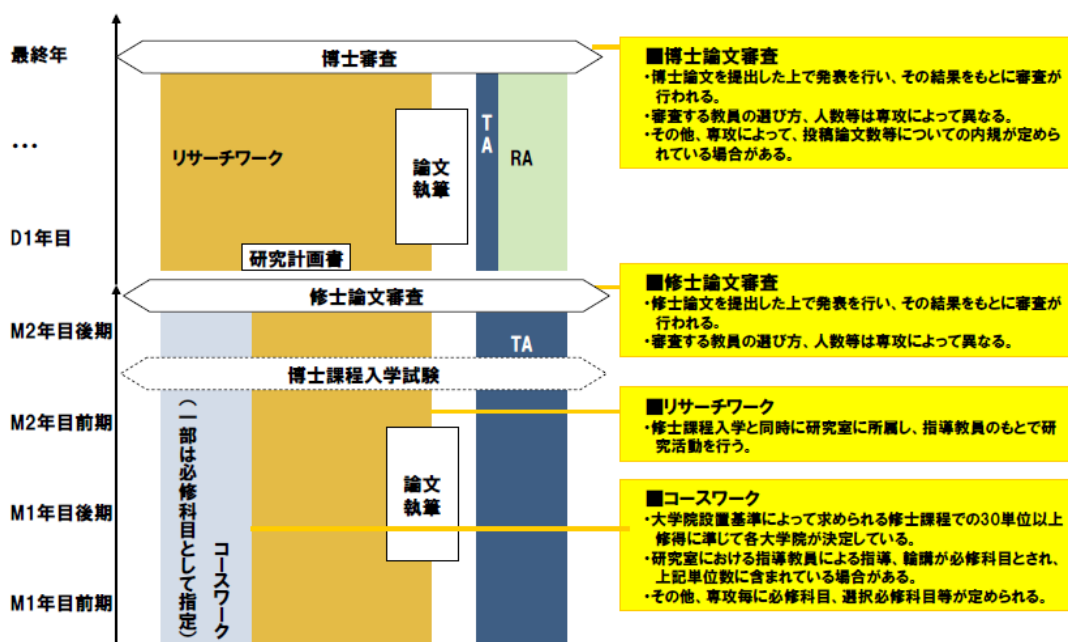 最終年
博士審査
■博士論文審査
・博士論文を提出した上で発表を行い、その結果をもとに審査が
行われる。
・審査する教員の選び方、人数等は専攻によって異なる。
・その他、専攻によって、投稿論文数等についての内規が定めら
れている場合がある。
…
リサーチワーク
論文
執筆
TA
RA
D1年目
研究計画書
修士論文審査
■修士論文審査
・修士論文を提出した上で発表を行い、その結果をもとに審査が
行われる。
・審査する教員の選び方、人数等は専攻によって異なる。
M2年目後期
TA
博士課程入学試験
M2年目前期
■リサーチワーク
・修士課程入学と同時に研究室に所属し、指導教員のもとで研
究活動を行う。
論文
執筆
M1年目後期
コースワーク
（一部は必修科目として指定）
■コースワーク
・大学院設置基準によって求められる修士課程での30単位以上
修得に準じて各大学院が決定している。
・研究室における指導教員による指導、輪講が必修科目とされ、
上記単位数に含まれている場合がある。
・その他、専攻毎に必修科目、選択必修科目等が定められる。
M1年目前期